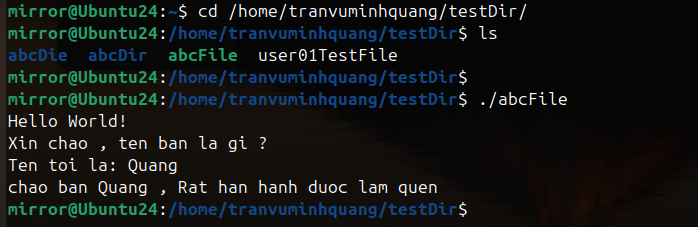 mirror@Ubuntu24:~$ cd /home/tranvuminhquang/testDir/
mirror@Ubuntu24:/home/tranvuminhquang/testDir$ ls
abcDie  abcDir  abcFile  user01TestFile
mirror@Ubuntu24:/home/tranvuminhquang/testDir$
mirror@Ubuntu24:/home/tranvuminhquang/testDir$ ./abcFile
Hello World!
Xin chao , ten ban la gi ?
Ten toi la: Quang
chao ban Quang , Rat han hanh duoc lam quen
mirror@Ubuntu24:/home/tranvuminhquang/testDir$